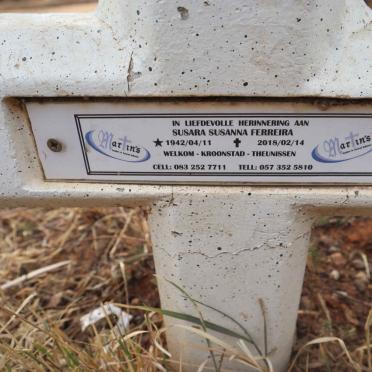 IN LIEFDEVOLLE HERINNERING AAN
SUSARA SUSANNA FERREIRA
1942/04/11 2018/02/14
WELKOM - KROONSTAD - THEUNISSEN
CELL: 083 252 7711 TELL: 057 352 5810
Martin's
Martin's